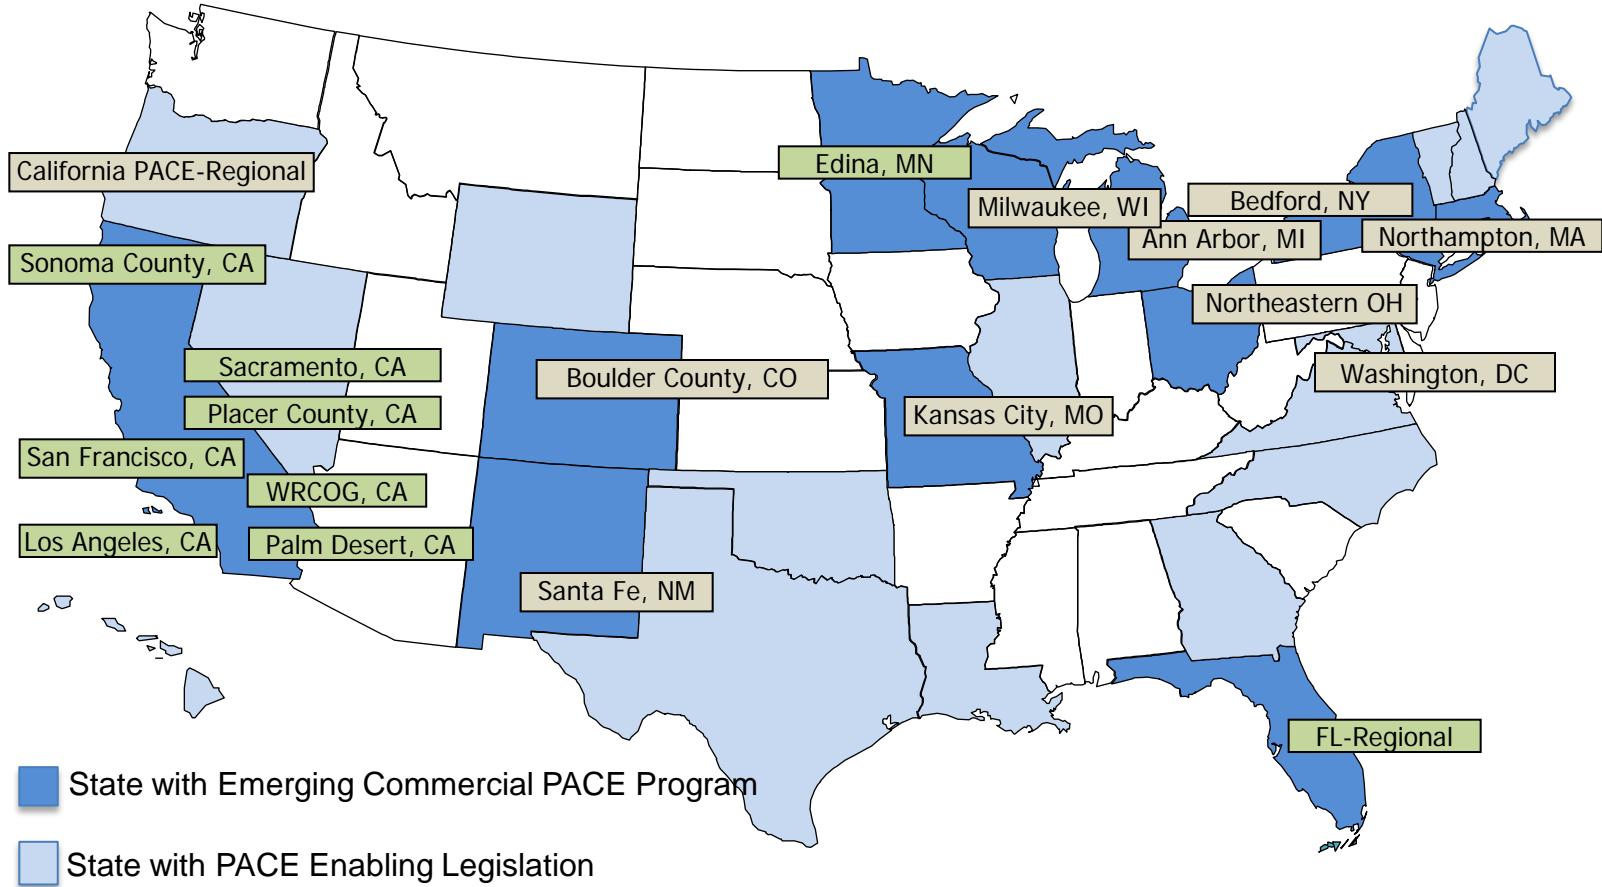 California PACE-Regional
Edina, MN
Milwaukee, WI
Bedford, NY
Ann Arbor, MI
Northampton, MA
Sonoma County, CA
Northeastern OH
Sacramento, CA
Boulder County, CO
Washington, DC
Placer County, CA
Kansas City, MO
San Francisco, CA
WRCOG, CA
Los Angeles, CA
Palm Desert, CA
Santa Fe, NM
FL-Regional
State with Emerging Commercial PACE Program
State with PACE Enabling Legislation